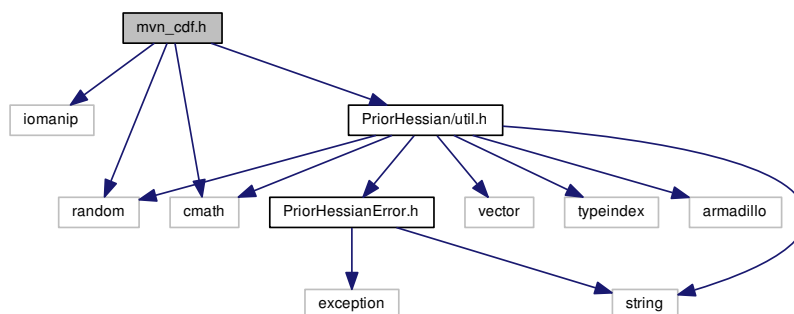 mvn_cdf.h
iomanip
PriorHessian/util.h
random
cmath
PriorHessianError.h
vector
typeindex
armadillo
exception
string